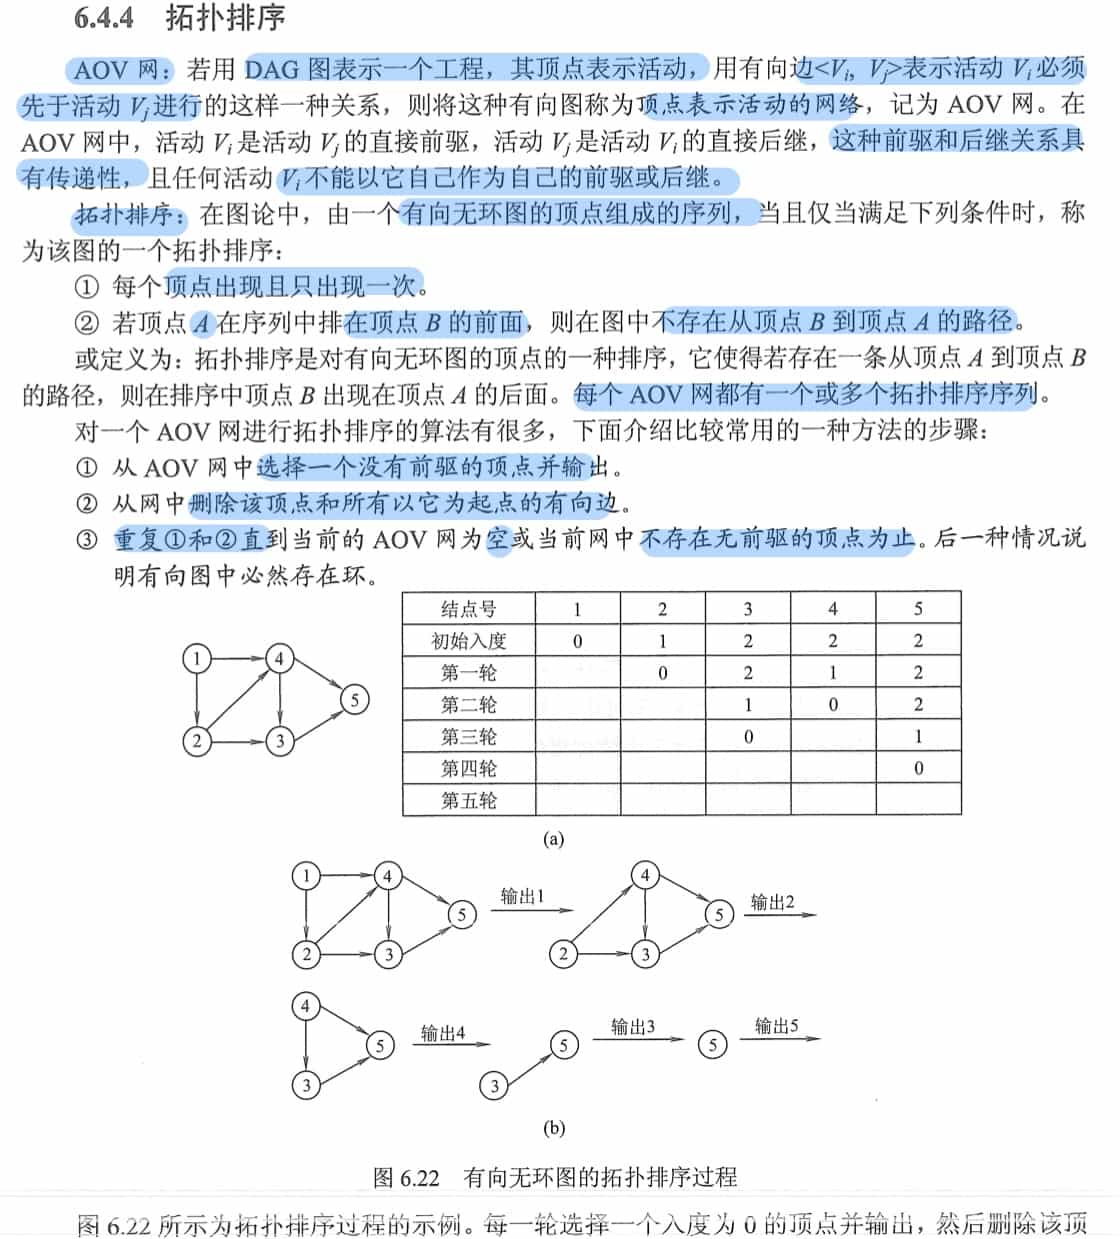 6.4.4 拓扑排序
AOV 网：若用 DAG 图表示一个工程，其顶点表示活动，用有向边<Vi, Vj>表示活动 Vi必须
先于活动 Vj进行的这样一种关系，则将这种有向图称为顶点表示活动的网络，记为 AOV 网。在
AOV 网中，活动 Vi是活动 Vj的直接前驱，活动 Vj是活动 Vi的直接后继，这种前驱和后继关系具
有传递性，且任何活动 Vi不能以它自己作为自己的前驱或后继。
拓扑排序：在图论中，由一个有向无环图的顶点组成的序列，当且仅当满足下列条件时，称
为该图的一个拓扑排序：
① 每个顶点出现且只出现一次。
② 若顶点 A 在序列中排在顶点 B 的前面，则在图中不存在从顶点 B 到顶点 A 的路径。
或定义为：拓扑排序是对有向无环图的顶点的一种排序，它使得若存在一条从顶点 A 到顶点 B
的路径，则在排序中顶点 B 出现在顶点 A 的后面。每个 AOV 网都有一个或多个拓扑排序序列。
对一个 AOV 网进行拓扑排序的算法有很多，下面介绍比较常用的一种方法的步骤：
① 从 AOV 网中选择一个没有前驱的顶点并输出。
② 从网中删除该顶点和所有以它为起点的有向边。
③ 重复①和②直到当前的 AOV 网为空或当前网中不存在无前驱的顶点为止。后一种情况说
明有向图中必然存在环。
1 4
5
2 3
结点号 1 2 3 4 5
初始入度 0 1 2 2 2
第一轮 0 2 1 2
第二轮 1 0 2
第三轮 0 1
第四轮 0
第五轮
(a)
1 4 5 2 3 输出1 4 5 2 3 输出2
4 5 3 输出4 5 3 输出3 5 输出5
(b)
图 6.22 有向无环图的拓扑排序过程
图 6.22 所示为拓扑排序过程的示例。每一轮选择一个入度为 0 的顶点并输出，然后删除该顶